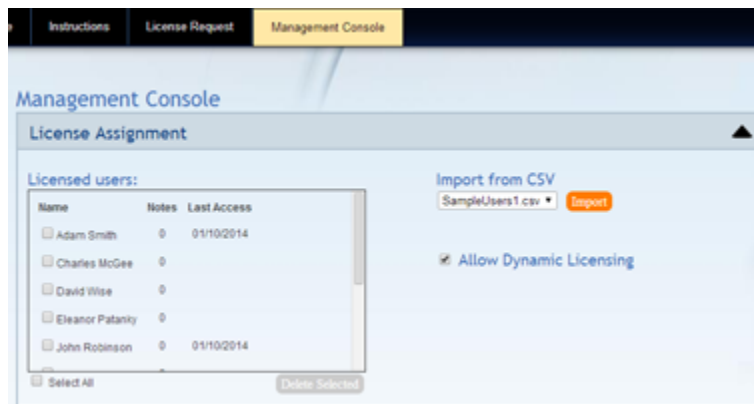 Instructions License Request Management Console
Management Console
License Assignment
Licensed users:
Name Notes Last Access
Adam Smith 0 01/10/2014
Charles McGee 0
David Wise 0
Eleanor Patanky 0
John Robinson 0 01/10/2014
Select All Delete Selected
Import from CSV
SampleUsers1.csv Import
Allow Dynamic Licensing